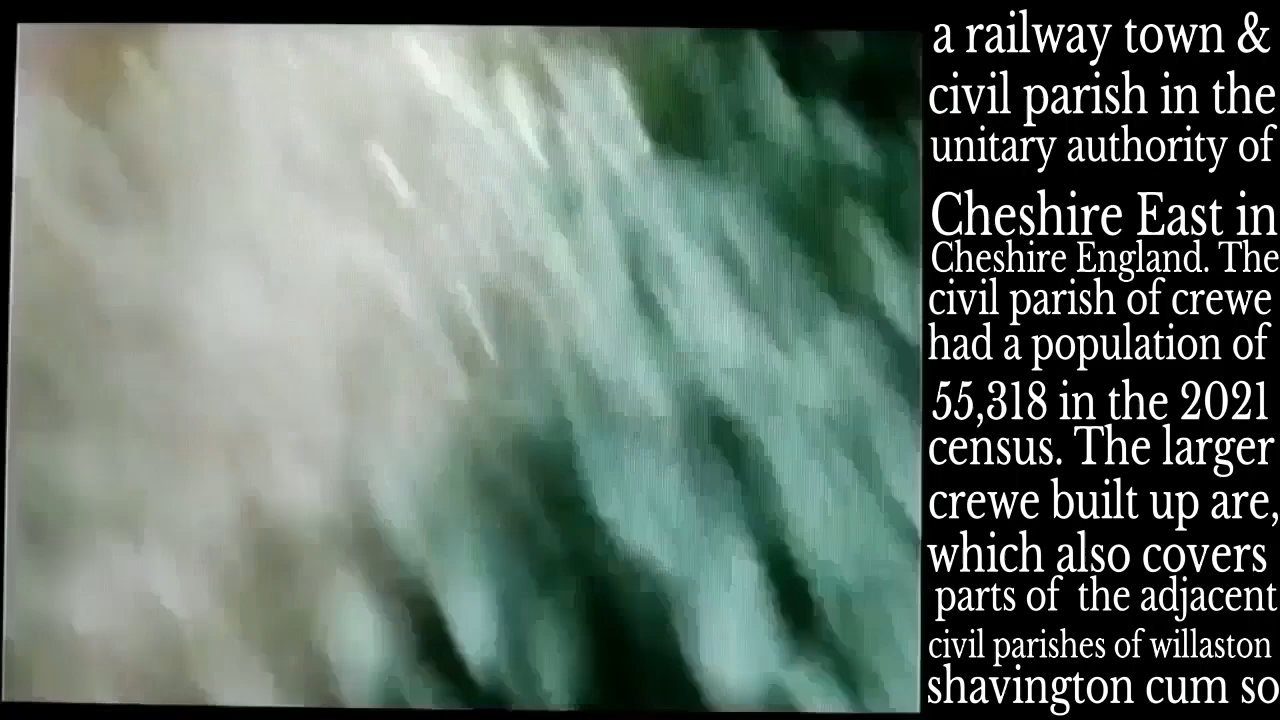 a railway town &
civil parish in the
unitary authority of
Cheshire East in
Cheshire England. The
civil parish of crewe
had a population of
55,318 in the 2021
census. The larger
crewe built up are,
which also covers
parts of the adjacent
civil parishes of willaston
shavington cum so